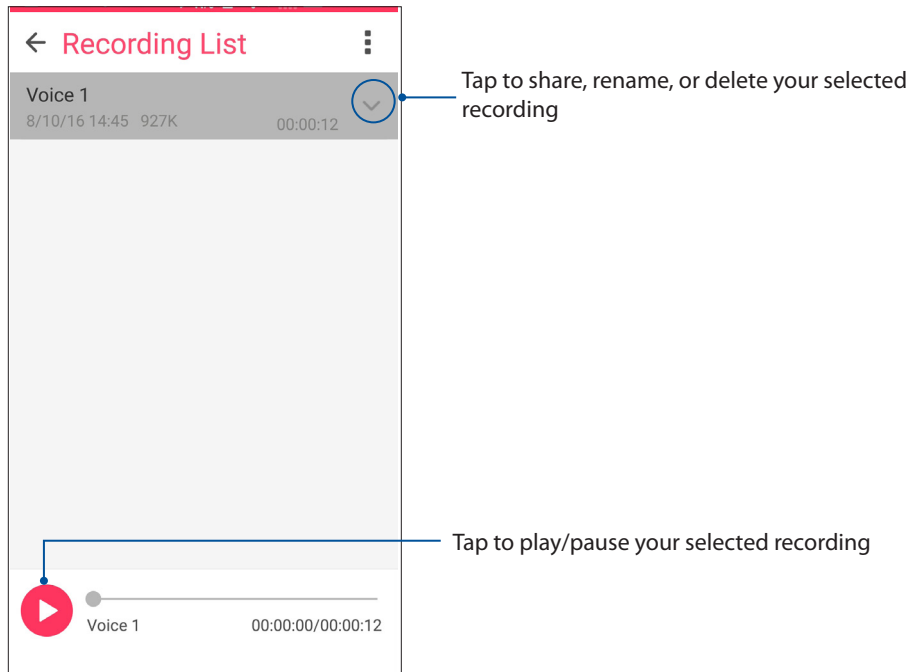 Recording List
Voice 1
8/10/16 14:45 927K 00:00:12
Tap to share, rename, or delete your selected
recording
Tap to play/pause your selected recording
Voice 1 00:00:00/00:00:12